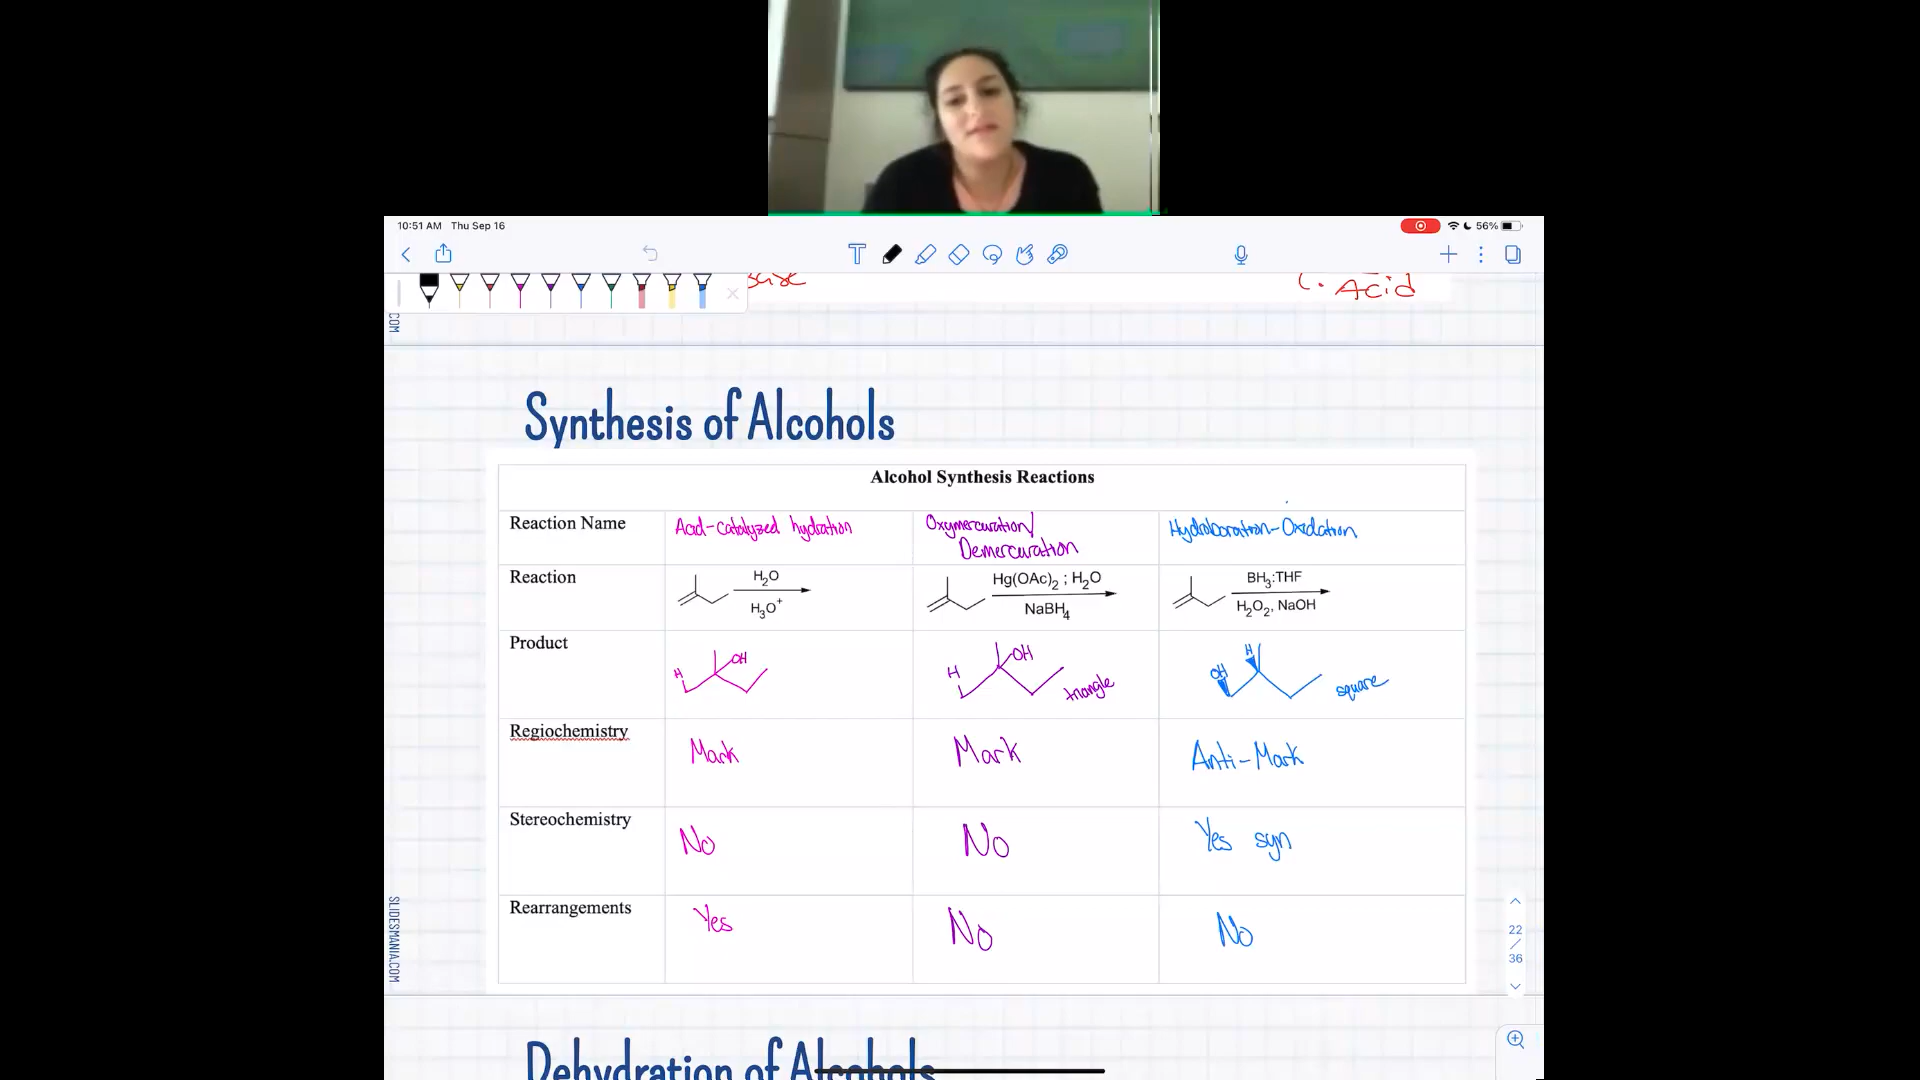 10:51 AM Thu Sep 16
56%
T
C. Acid
.COM
Synthesis of Alcohols
Alcohol Synthesis Reactions
Reaction Name
Acid-catalyzed hydration
Oxymercuration/
Demercuration
Hydroboration-Oxidation
Reaction
H₂O
H₃O⁺
Hg(OAc)₂ ; H₂O
NaBH₄
BH₃:THF
H₂O₂, NaOH
Product
H OH
H OH
triangle
OH H
square
Regiochemistry
Mark
Mark
Anti-Mark
Stereochemistry
No
No
Yes syn
Rearrangements
Yes
No
No
22
/
36
SLIDESMANIA.COM
Dehydration of Alcohols